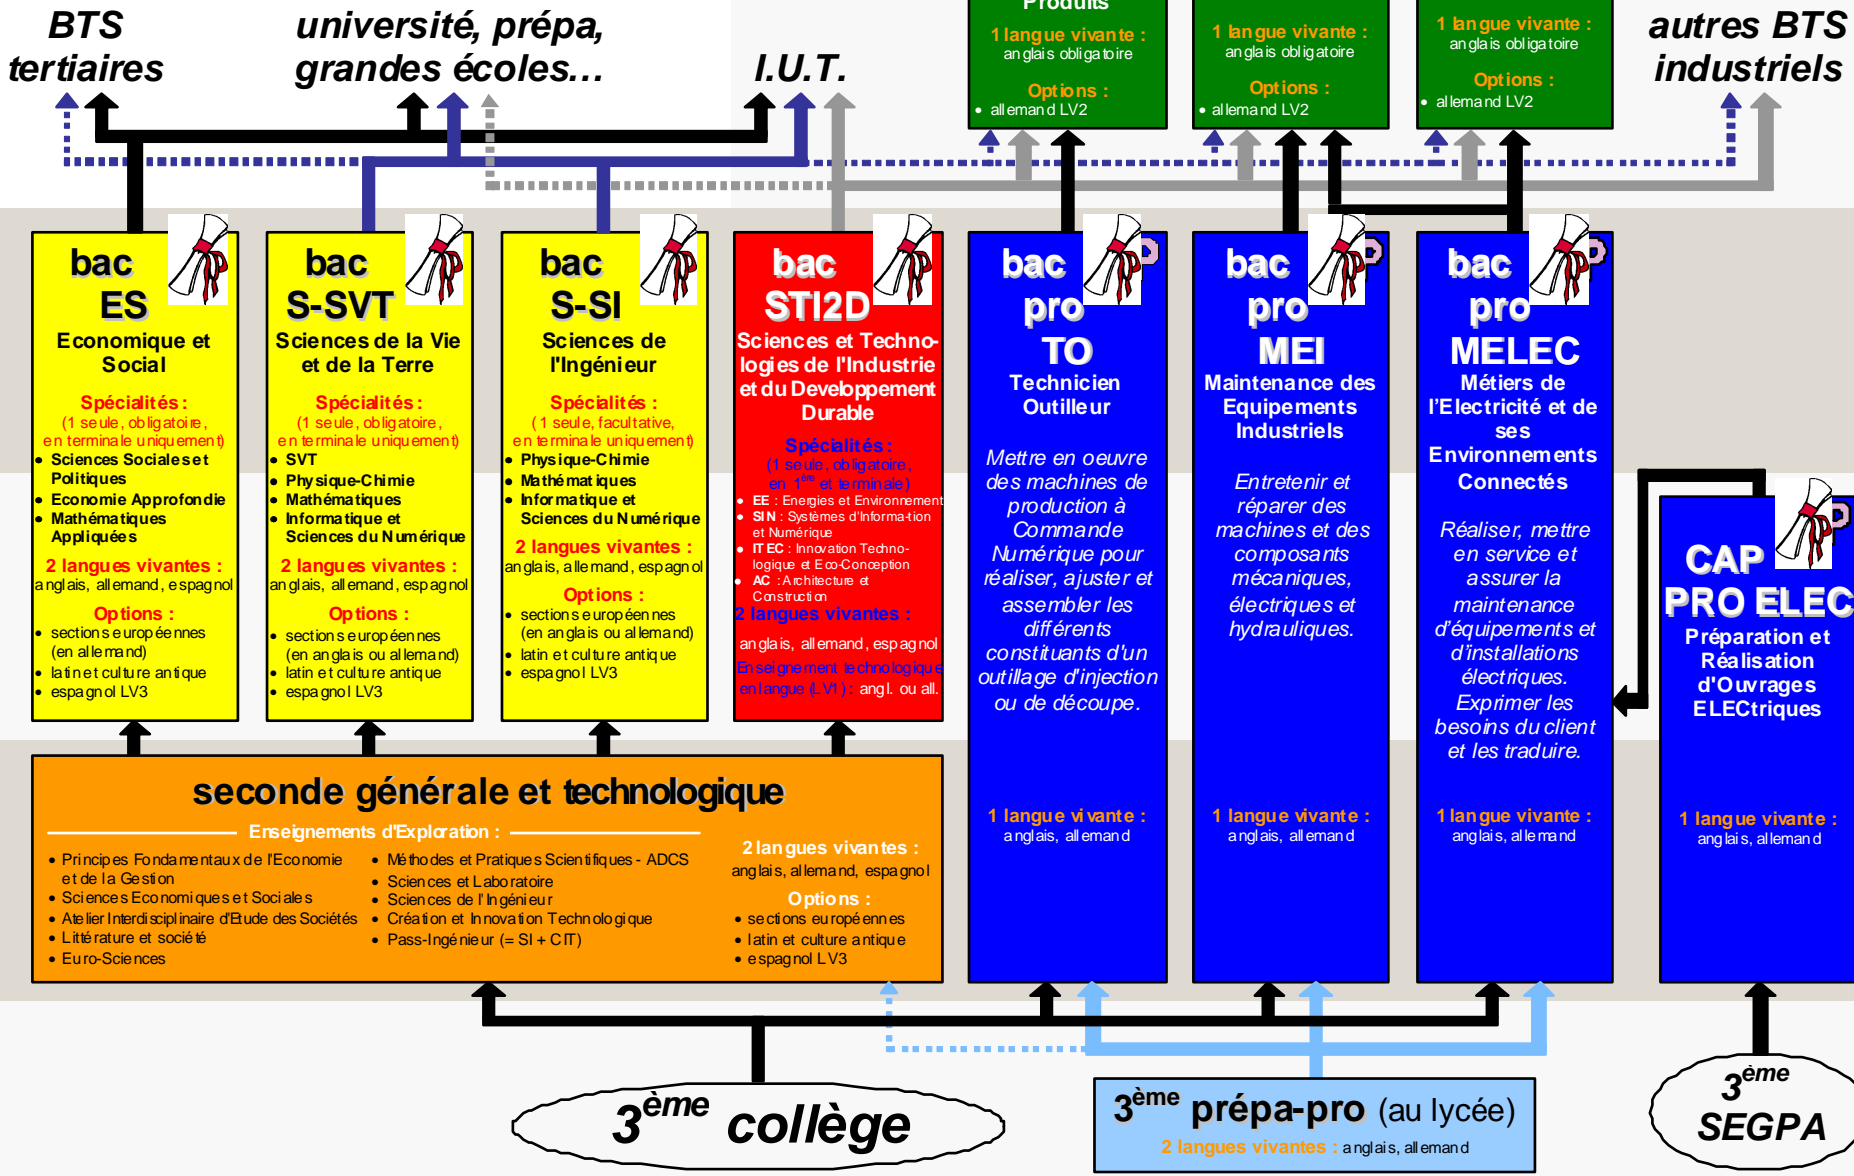 BTS
tertiaires
université, prépa,
grandes écoles...
I.U.T.
Produits
1 langue vivante :
anglais obligatoire
Options :
• allemand LV2
1 langue vivante :
anglais obligatoire
Options :
• allemand LV2
1 langue vivante :
anglais obligatoire
Options :
• allemand LV2
autres BTS
industriels
bac
ES
Economique et
Social
Spécialités :
(1 seule, obligatoire,
en terminale uniquement)
• Sciences Sociales et
Politiques
• Economie Approfondie
• Mathématiques
Appliquées
2 langues vivantes :
anglais, allemand, espagnol
Options :
• sections européennes
(en allemand)
• latin et culture antique
• espagnol LV3
bac
S-SVT
Sciences de la Vie
et de la Terre
Spécialités :
(1 seule, obligatoire,
en terminale uniquement)
• SVT
• Physique-Chimie
• Mathématiques
• Informatique et
Sciences du Numérique
2 langues vivantes :
anglais, allemand, espagnol
Options :
• sections européennes
(en anglais ou allemand)
• latin et culture antique
• espagnol LV3
bac
S-SI
Sciences de
l'Ingénieur
Spécialités :
(1 seule, facultative,
en terminale uniquement)
• Physique-Chimie
• Mathématiques
• Informatique et
Sciences du Numérique
2 langues vivantes :
anglais, allemand, espagnol
Options :
• sections européennes
(en anglais ou allemand)
• latin et culture antique
• espagnol LV3
bac
STI2D
Sciences et Techno-
logies de l'Industrie
et du Developpement
Durable
Spécialités :
(1 seule, obligatoire,
en 1ère et terminale)
• EE : Energies et Environnement
• SIN : Systèmes d'Information
et Numérique
• ITEC : Innovation Techno-
logique et Eco-Conception
• AC : Architecture et
Construction
2 langues vivantes :
anglais, allemand, espagnol
Enseignement technologique
en langue (LV1) : angl. ou all.
bac
pro
TO
Technicien
Outilleur
Mettre en oeuvre
des machines de
production à
Commande
Numérique pour
réaliser, ajuster et
assembler les
différents
constituants d'un
outillage d'injection
ou de découpe.
1 langue vivante :
anglais, allemand
bac
pro
MEI
Maintenance des
Equipements
Industriels
Entretenir et
réparer des
machines et des
composants
mécaniques,
électriques et
hydrauliques.
1 langue vivante :
anglais, allemand
bac
pro
MELEC
Métiers de
l’Electricité et de
ses
Environnements
Connectés
Réaliser, mettre
en service et
assurer la
maintenance
d’équipements et
d’installations
électriques.
Exprimer les
besoins du client
et les traduire.
1 langue vivante :
anglais, allemand
CAP
PRO ELEC
Préparation et
Réalisation
d'Ouvrages
ELECtriques
1 langue vivante :
anglais, allemand
seconde générale et technologique
Enseignements d'Exploration :
• Principes Fondamentaux de l'Economie
et de la Gestion
• Sciences Economiques et Sociales
• Atelier Interdisciplinaire d'Etude des Sociétés
• Littérature et société
• Euro-Sciences
• Méthodes et Pratiques Scientifiques - ADCS
• Sciences et Laboratoire
• Sciences de l'Ingénieur
• Création et Innovation Technologique
• Pass-Ingénieur (= SI + CIT)
2 langues vivantes :
anglais, allemand, espagnol
Options :
• sections européennes
• latin et culture antique
• espagnol LV3
3ème collège
3ème prépa-pro (au lycée)
2 langues vivantes : anglais, allemand
3ème
SEGPA